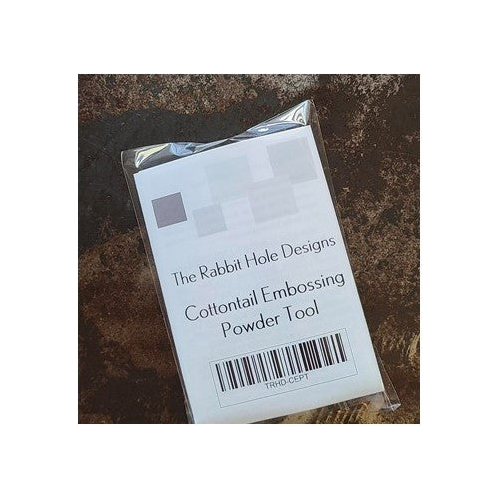 The Rabbit Hole Designs
Cottontail Embossing
Powder Tool
TRHD-CEPT